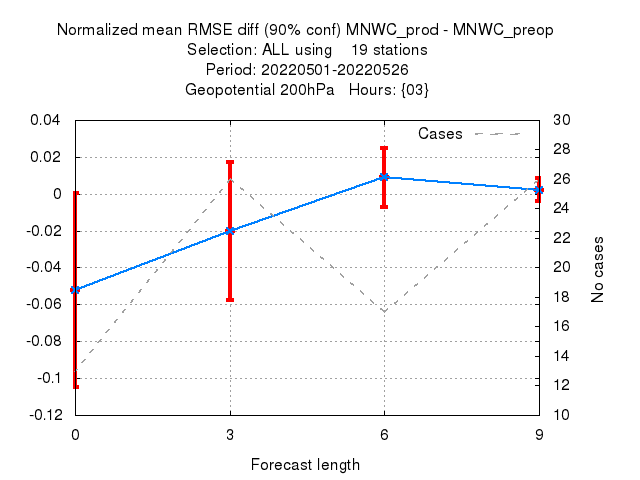 Normalized mean RMSE diff (90% conf) MNWC_prod - MNWC_preop
Selection: ALL using    19 stations
Period: 20220501-20220526
Geopotential 200hPa   Hours: {03}
Cases
0.04
0.02
0
-0.02
-0.04
-0.06
-0.08
-0.1
-0.12
30
28
26
24
22
20
18
16
14
12
10
No cases
0 3 6 9
Forecast length